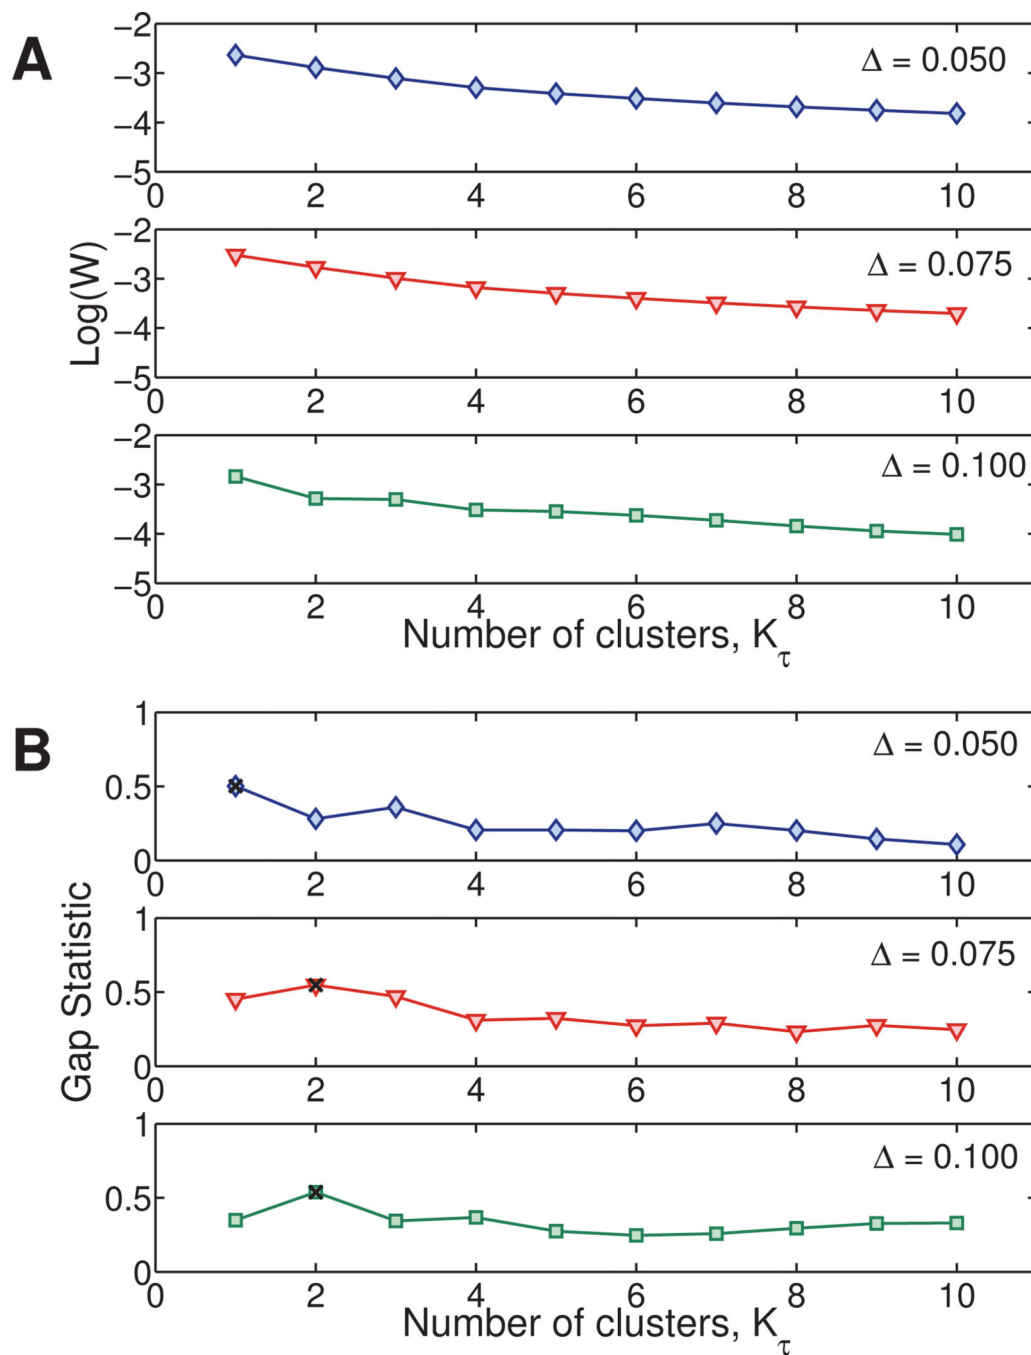 A
Δ = 0.050
−2
−3
−4
−5
0 2 4 6 8 10
Δ = 0.075
Log(W)
−2
−3
−4
−5
0 2 4 6 8 10
Δ = 0.100
−2
−3
−4
−5
0 2 4 6 8 10
Number of clusters, K_τ
B
Δ = 0.050
1
0.5
0
0 2 4 6 8 10
Δ = 0.075
Gap Statistic
1
0.5
0
0 2 4 6 8 10
Δ = 0.100
1
0.5
0
0 2 4 6 8 10
Number of clusters, K_τ